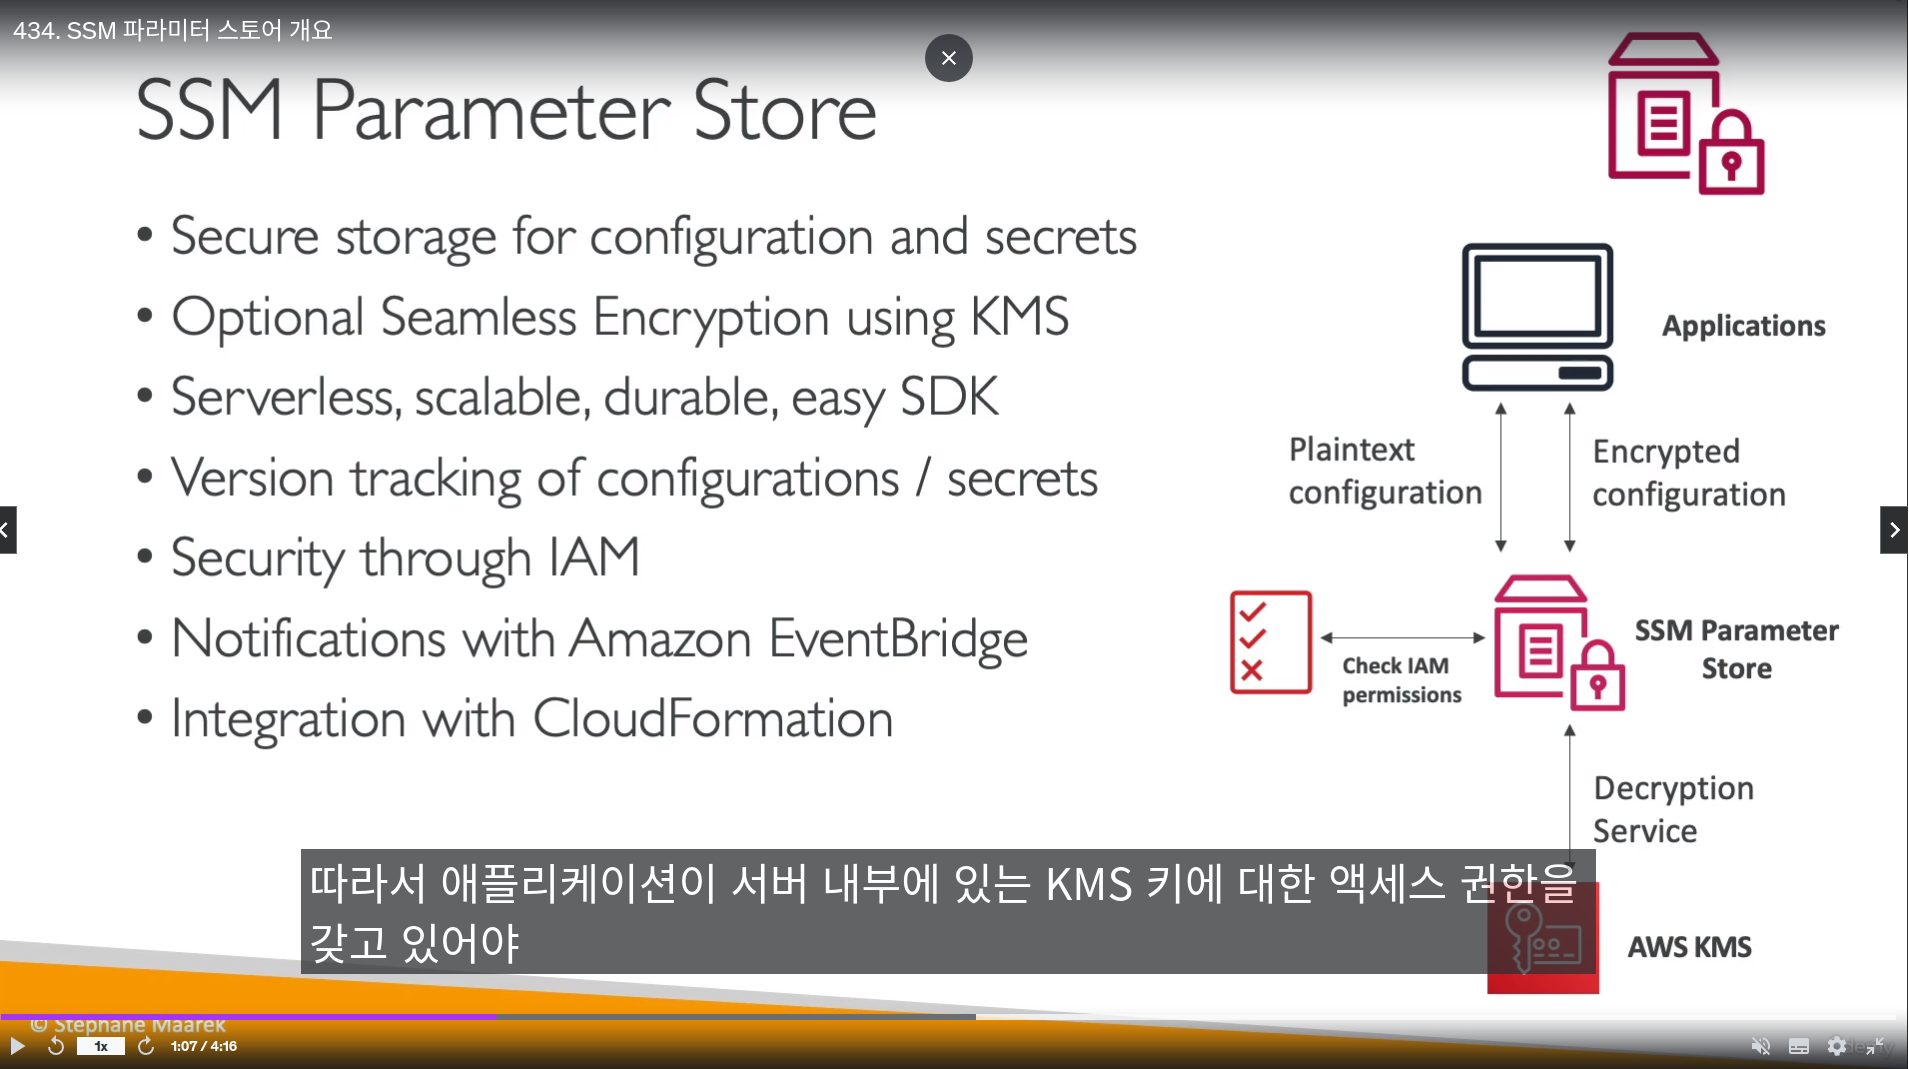 434. SSM 파라미터 스토어 개요
SSM Parameter Store
• Secure storage for configuration and secrets
• Optional Seamless Encryption using KMS
• Serverless, scalable, durable, easy SDK
• Version tracking of configurations / secrets
• Security through IAM
• Notifications with Amazon EventBridge
• Integration with CloudFormation
Applications
Plaintext
configuration
Encrypted
configuration
Check IAM
permissions
SSM Parameter
Store
Decryption
Service
AWS KMS
따라서 애플리케이션이 서버 내부에 있는 KMS 키에 대한 액세스 권한을
갖고 있어야
© Stephane Maarek
1x
1:07 / 4:16